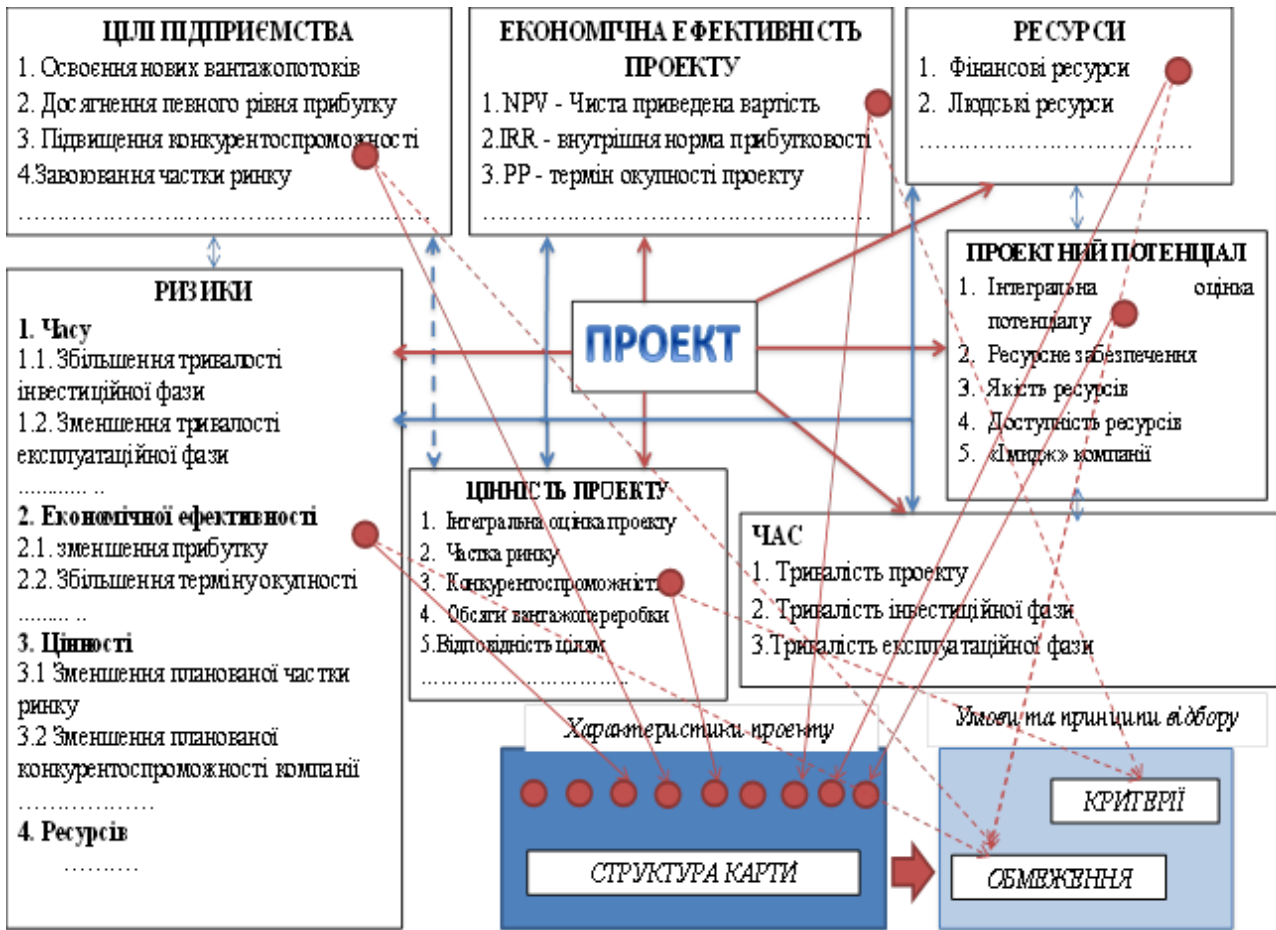 ЦІЛІ ПІДПРИЄМСТВА
1. Освоєння нових вантажопотоків
2. Досягнення певного рівня прибутку
3. Підвищення конкурентоспроможності
4.Завоювання частки ринку
……………………………………………………
ЕКОНОМІЧНА ЕФЕКТИВНІСТЬ
ПРОЕКТУ
1. NPV - Чиста приведена вартість
2.IRR - внутрішня норма прибутковості
3. PP - термін окупності проекту
……………………………………………………
РЕСУРСИ
1. Фінансові ресурси
2. Людські ресурси
……………………………………
РИЗИКИ
1. Часу
1.1. Збільшення тривалості
інвестиційної фази
1.2. Зменшення тривалості
експлуатаційної фази
………… ..
2. Економічної ефективності
2.1. зменшення прибутку
2.2. Збільшення терміну окупності
……… ..
3. Цінності
3.1 Зменшення планованої частки
ринку
3.2 Зменшення планованої
конкурентоспроможності компанії
…………………
4. Ресурсів
……….
ПРОЕКТ
ПРОЕКТНИЙ ПОТЕНЦІАЛ
1. Інтегральна оцінка
потенціалу
2. Ресурсне забезпечення
3. Якість ресурсів
4. Доступність ресурсів
5. «Імидж» компанії
ЦІННІСТЬ ПРОЕКТУ
1. Інтегральна оцінка проекту
2. Частка ринку
3. Конкурентоспроможність
4. Обсяги вантажопереробки
5.Відповідність цілям
……………………………
ЧАС
1. Тривалість проекту
2. Тривалість інвестиційної фази
3.Тривалість експлуатаційної фази
Характеристики проекту
СТРУКТУРА КАРТИ
Умови та принципи відбору
КРИТЕРІЇ
ОБМЕЖЕННЯ